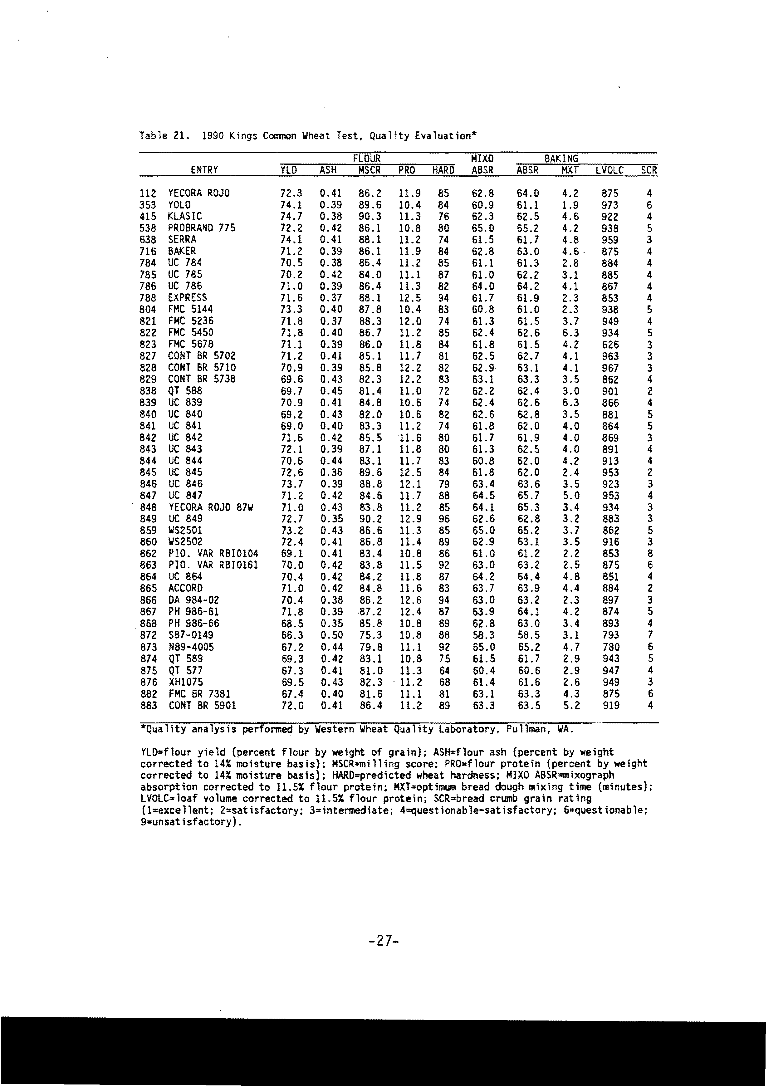 Table 21. 1990 Kings Common Wheat Test, Quality Evaluation*
FLOUR MIXO BAKING
ENTRY YLD ASH MSCR PRO HARD ABSR ABSR MXT LVOLC SCR
112 YECORA ROJO 72.3 0.41 86.2 11.9 85 62.8 64.0 4.2 875 4
353 YOLO 74.1 0.39 89.6 10.4 84 60.9 61.1 1.9 973 6
415 KLASIC 74.7 0.38 90.3 11.3 76 62.3 62.5 4.6 922 4
538 PROBRAND 775 72.2 0.42 86.1 10.8 80 65.0 65.2 4.2 938 5
638 SERRA 74.1 0.41 88.1 11.2 74 61.5 61.7 4.8 959 3
716 BAKER 71.2 0.39 86.1 11.9 84 62.8 63.0 4.6 875 4
784 UC 784 70.5 0.38 86.4 11.2 85 61.1 61.3 2.8 884 4
785 UC 785 70.2 0.42 84.0 11.1 87 61.0 62.2 3.1 885 4
786 UC 786 71.0 0.39 86.4 11.3 82 64.0 64.2 4.1 867 4
788 EXPRESS 71.6 0.37 88.1 12.5 94 61.7 61.9 2.3 853 4
804 FMC 5144 73.3 0.40 87.8 10.4 83 60.8 61.0 2.3 938 5
821 FMC 5236 71.8 0.37 88.3 12.0 74 61.3 61.5 3.7 949 4
822 FMC 5450 71.8 0.40 86.7 11.2 85 62.4 62.6 6.3 934 5
823 FMC 5678 71.1 0.39 86.0 11.8 84 61.8 61.5 4.2 626 3
827 CONT BR 5702 71.2 0.41 85.1 11.7 81 62.5 62.7 4.1 963 3
828 CONT BR 5710 70.9 0.39 85.8 12.2 82 62.9 63.1 4.1 967 3
829 CONT BR 5738 69.6 0.43 82.3 12.2 83 63.1 63.3 3.5 862 4
838 QT 588 69.7 0.45 81.4 11.0 72 62.2 62.4 3.0 901 2
839 UC 839 70.9 0.41 84.8 10.6 74 62.4 62.6 6.3 866 4
840 UC 840 69.2 0.43 82.0 10.6 82 62.6 62.8 3.5 881 5
841 UC 841 69.0 0.40 83.3 11.2 74 61.8 62.0 4.0 864 5
842 UC 842 71.6 0.42 85.5 11.6 80 61.7 61.9 4.0 869 3
843 UC 843 72.1 0.39 87.1 11.8 80 61.3 62.5 4.0 891 4
844 UC 844 70.6 0.44 83.1 11.7 83 60.8 62.0 4.2 913 4
845 UC 845 72.6 0.36 89.6 12.5 84 61.8 62.0 2.4 953 2
846 UC 846 73.7 0.39 88.8 12.1 79 63.4 63.6 3.5 923 3
847 UC 847 71.2 0.42 84.6 11.7 88 64.5 65.7 5.0 953 4
848 YECORA ROJO 87W 71.0 0.43 83.8 11.2 85 64.1 65.3 3.4 934 3
849 UC 849 72.7 0.35 90.2 12.9 96 62.6 62.8 3.2 883 3
859 WS2501 73.2 0.43 86.6 11.3 85 65.0 65.2 3.7 862 5
860 WS2502 72.4 0.41 86.8 11.4 89 62.9 63.1 3.5 916 3
862 PIO. VAR RBIO104 69.1 0.41 83.4 10.8 86 61.0 61.2 2.2 853 8
863 PIO. VAR RBIO161 70.0 0.42 83.8 11.5 92 63.0 63.2 2.5 875 6
864 UC 864 70.4 0.42 84.2 11.8 87 64.2 64.4 4.8 851 4
865 ACCORD 71.0 0.42 84.8 11.6 83 63.7 63.9 4.4 884 2
866 DA 984-02 70.4 0.38 86.2 12.6 94 63.0 63.2 2.3 897 3
867 PH 986-61 71.8 0.39 87.2 12.4 87 63.9 64.1 4.2 874 5
868 PH 986-66 68.5 0.35 85.8 10.8 89 62.8 63.0 3.4 893 4
872 S87-0149 66.3 0.50 75.3 10.8 88 58.3 58.5 3.1 793 7
873 N89-4005 67.2 0.44 79.8 11.1 92 65.0 65.2 4.7 780 6
874 QT 589 69.3 0.42 83.1 10.8 75 61.5 61.7 2.9 943 5
875 QT 577 67.3 0.41 81.0 11.3 64 60.4 60.6 2.9 947 4
876 XH1075 69.5 0.43 82.3 11.2 68 61.4 61.6 2.6 949 3
882 FMC BR 7381 67.4 0.40 81.6 11.1 81 63.1 63.3 4.3 875 6
883 CONT BR 5901 72.0 0.41 86.4 11.2 89 63.3 63.5 5.2 919 4
*Quality analysis performed by Western Wheat Quality Laboratory, Pullman, WA.
YLD=flour yield (percent flour by weight of grain); ASH=flour ash (percent by weight
corrected to 14% moisture basis); MSCR=milling score; PRO=flour protein (percent by weight
corrected to 14% moisture basis); HARD=predicted wheat hardness; MIXO ABSR=mixograph
absorption corrected to 11.5% flour protein; MXT=optimum bread dough mixing time (minutes);
LVOLC=loaf volume corrected to 11.5% flour protein; SCR=bread crumb grain rating
(1=excellent; 2=satisfactory; 3=intermediate; 4=questionable-satisfactory; 6=questionable;
9=unsatisfactory).
-27-